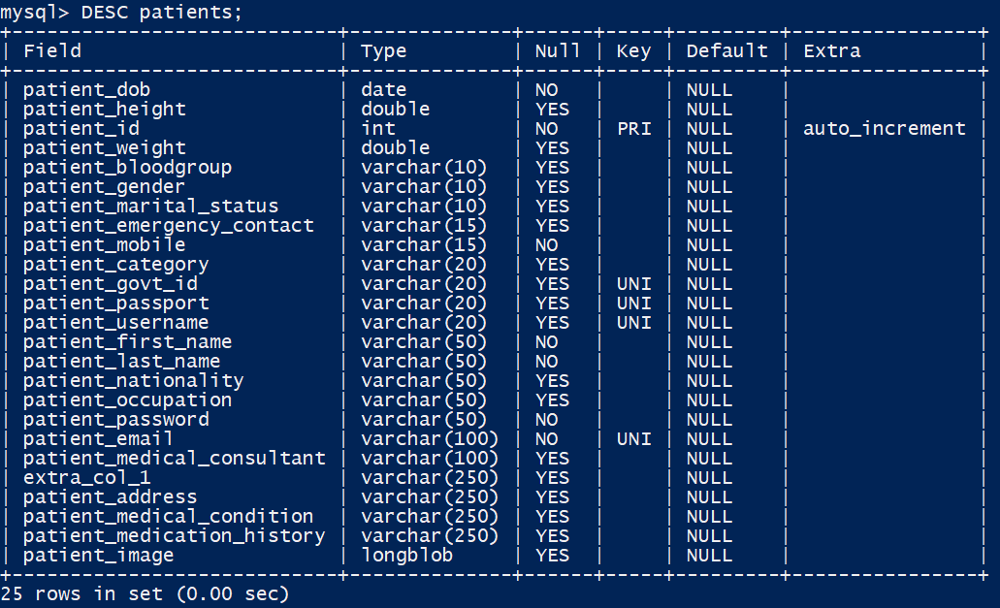 mysql> DESC patients;
+----------------------------+--------------+------+-----+---------+----------------+
| Field                      | Type         | Null | Key | Default | Extra          |
+----------------------------+--------------+------+-----+---------+----------------+
| patient_dob                | date         | NO   |     | NULL    |                |
| patient_height             | double       | YES  |     | NULL    |                |
| patient_id                 | int          | NO   | PRI | NULL    | auto_increment |
| patient_weight             | double       | YES  |     | NULL    |                |
| patient_bloodgroup         | varchar(10)  | YES  |     | NULL    |                |
| patient_gender             | varchar(10)  | YES  |     | NULL    |                |
| patient_marital_status     | varchar(10)  | YES  |     | NULL    |                |
| patient_emergency_contact  | varchar(15)  | YES  |     | NULL    |                |
| patient_mobile             | varchar(15)  | NO   |     | NULL    |                |
| patient_category           | varchar(20)  | YES  |     | NULL    |                |
| patient_govt_id            | varchar(20)  | YES  | UNI | NULL    |                |
| patient_passport           | varchar(20)  | YES  | UNI | NULL    |                |
| patient_username           | varchar(20)  | YES  | UNI | NULL    |                |
| patient_first_name         | varchar(50)  | NO   |     | NULL    |                |
| patient_last_name          | varchar(50)  | NO   |     | NULL    |                |
| patient_nationality        | varchar(50)  | YES  |     | NULL    |                |
| patient_occupation         | varchar(50)  | YES  |     | NULL    |                |
| patient_password           | varchar(50)  | NO   |     | NULL    |                |
| patient_email              | varchar(100) | NO   | UNI | NULL    |                |
| patient_medical_consultant | varchar(100) | YES  |     | NULL    |                |
| extra_col_1                | varchar(250) | YES  |     | NULL    |                |
| patient_address            | varchar(250) | YES  |     | NULL    |                |
| patient_medical_condition  | varchar(250) | YES  |     | NULL    |                |
| patient_medication_history | varchar(250) | YES  |     | NULL    |                |
| patient_image              | longblob     | YES  |     | NULL    |                |
+----------------------------+--------------+------+-----+---------+----------------+
25 rows in set (0.00 sec)